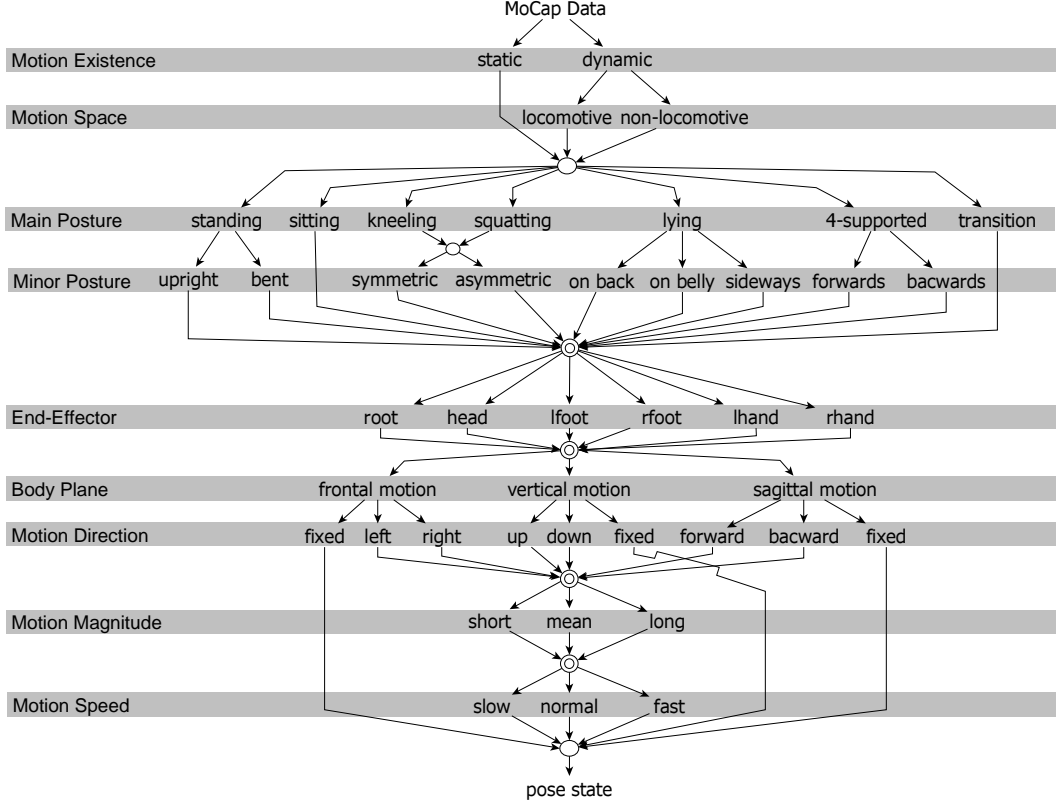 MoCap Data
Motion Existence static dynamic
Motion Space locomotive non-locomotive
Main Posture standing sitting kneeling squatting lying 4-supported transition
Minor Posture upright bent symmetric asymmetric on back on belly sideways forwards bacwards
End-Effector root head lfoot rfoot lhand rhand
Body Plane frontal motion vertical motion sagittal motion
Motion Direction fixed left right up down fixed forward bacward fixed
Motion Magnitude short mean long
Motion Speed slow normal fast
pose state